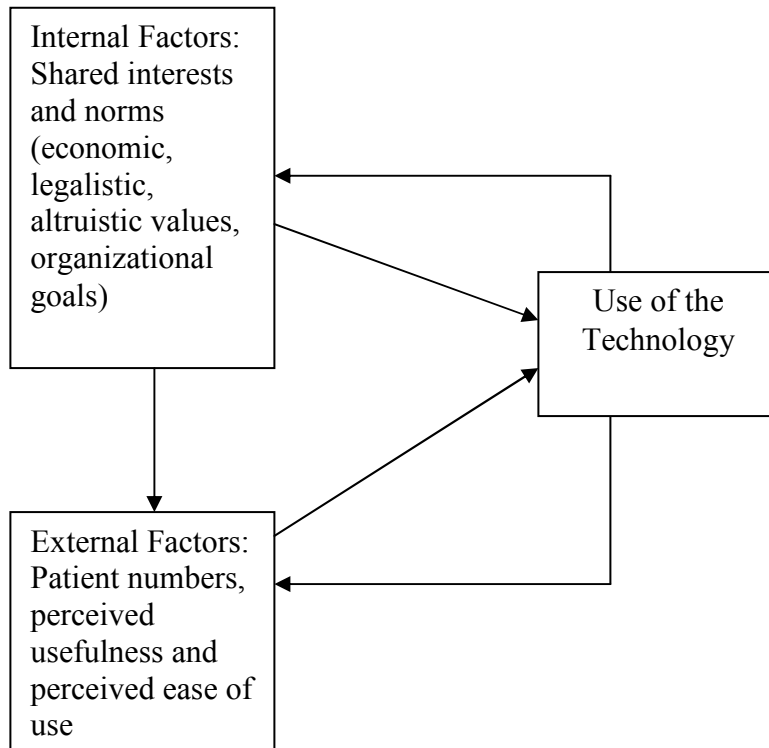 Internal Factors:
Shared interests
and norms
(economic,
legalistic,
altruistic values,
organizational
goals)
Use of the
Technology
External Factors:
Patient numbers,
perceived
usefulness and
perceived ease of
use